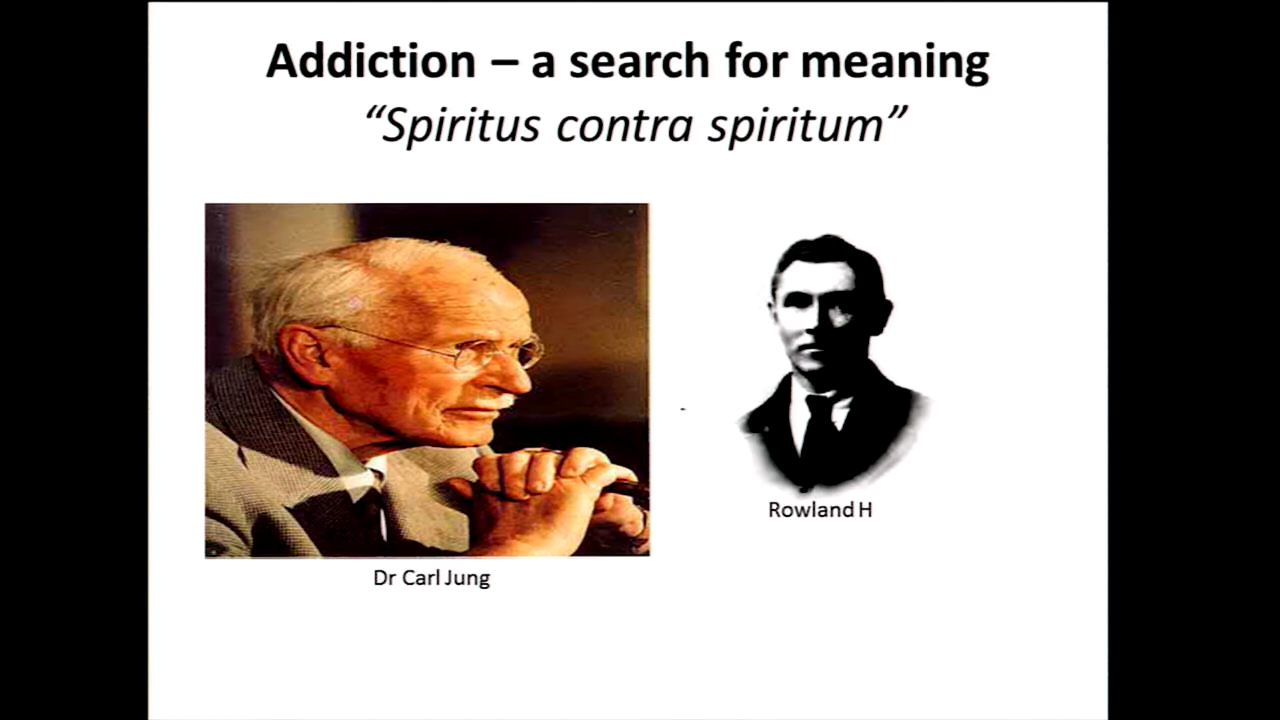 Addiction – a search for meaning
“Spiritus contra spiritum”
Rowland H
Dr Carl Jung